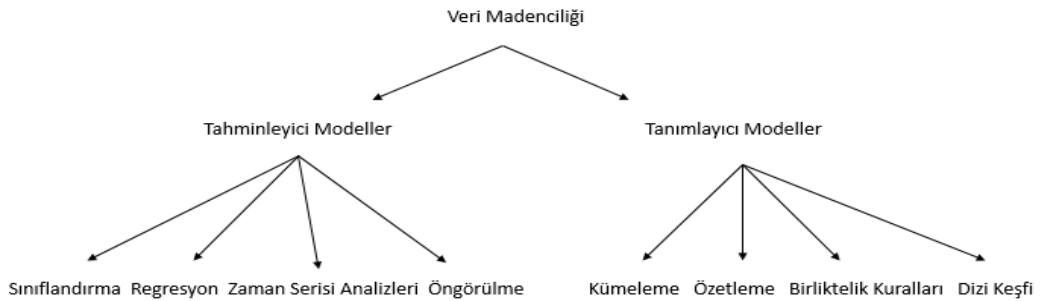 Veri Madenciliği
Tahminleyici Modeller Tanımlayıcı Modeller
Sınıflandırma Regresyon Zaman Serisi Analizleri Öngörülme Kümeleme Özetleme Birliktelik Kuralları Dizi Keşfi